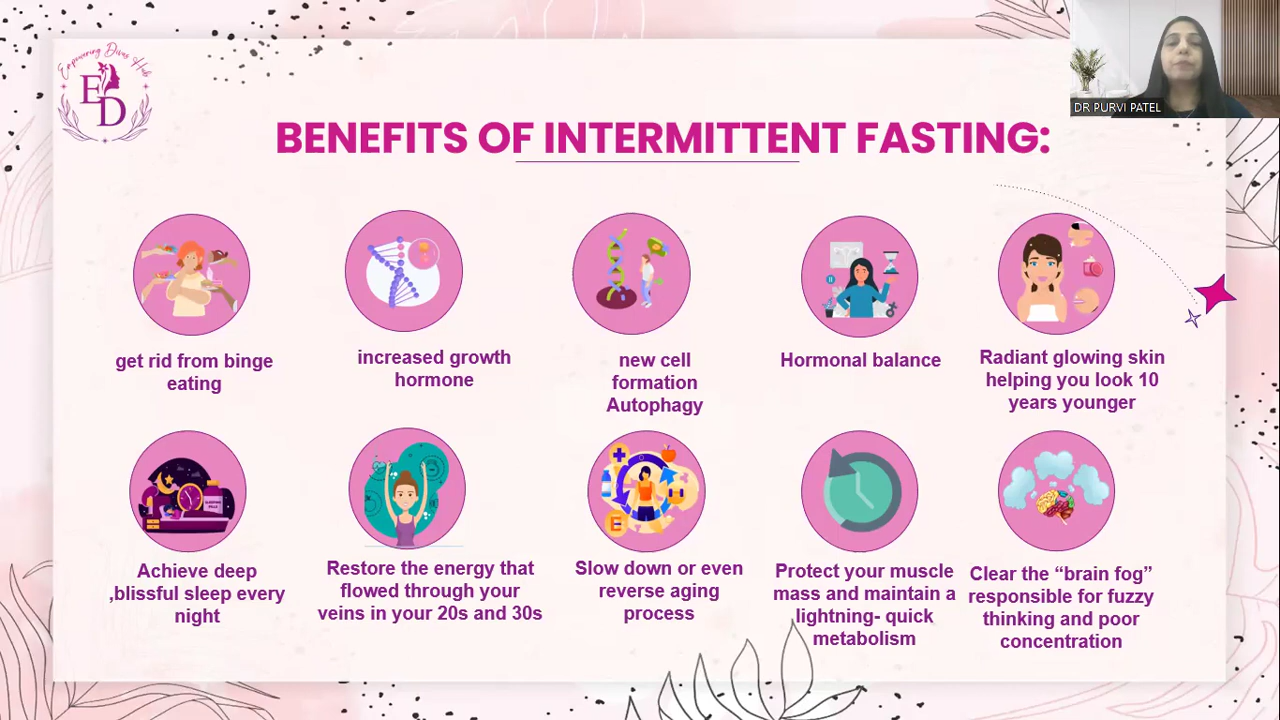 Empowering Divas Hub
ED
DR PURVI PATEL
BENEFITS OF INTERMITTENT FASTING:
get rid from binge
eating
increased growth
hormone
new cell
formation
Autophagy
Hormonal balance
Radiant glowing skin
helping you look 10
years younger
Achieve deep
,blissful sleep every
night
Restore the energy that
flowed through your
veins in your 20s and 30s
Slow down or even
reverse aging
process
Protect your muscle
mass and maintain a
lightning- quick
metabolism
Clear the “brain fog”
responsible for fuzzy
thinking and poor
concentration
E